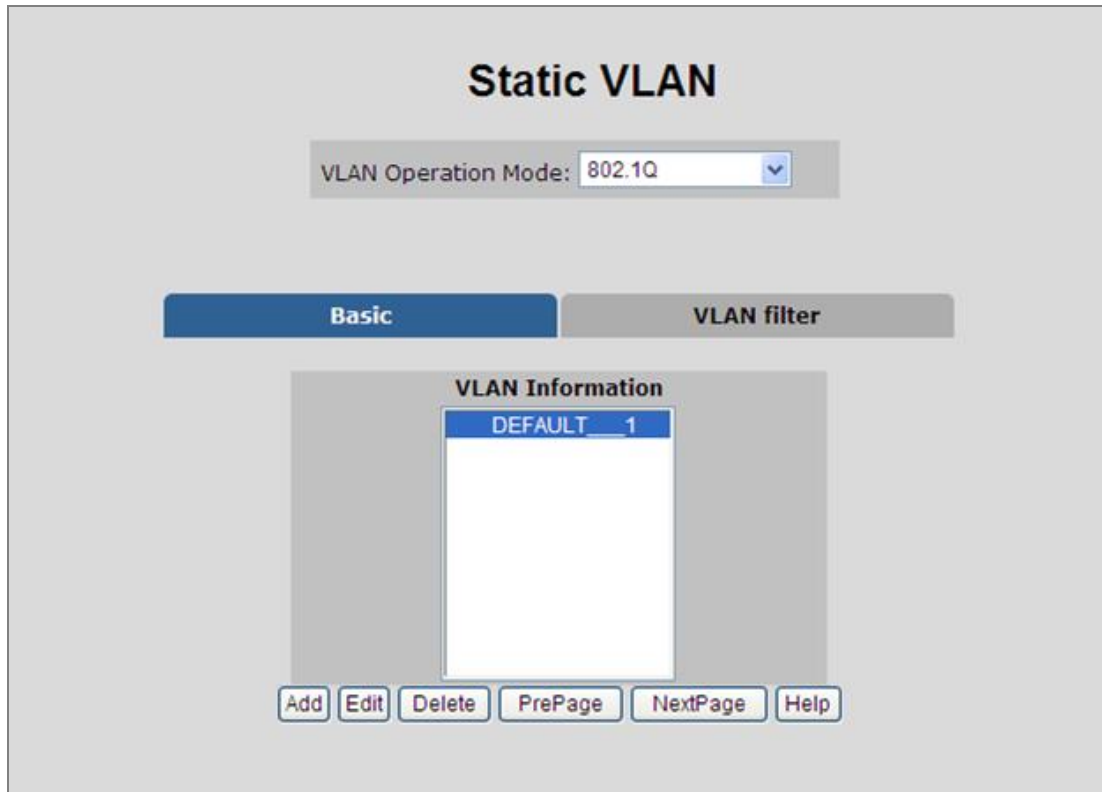 Static VLAN
VLAN Operation Mode: 802.1Q
Basic VLAN filter
VLAN Information
DEFAULT___1
Add Edit Delete PrePage NextPage Help